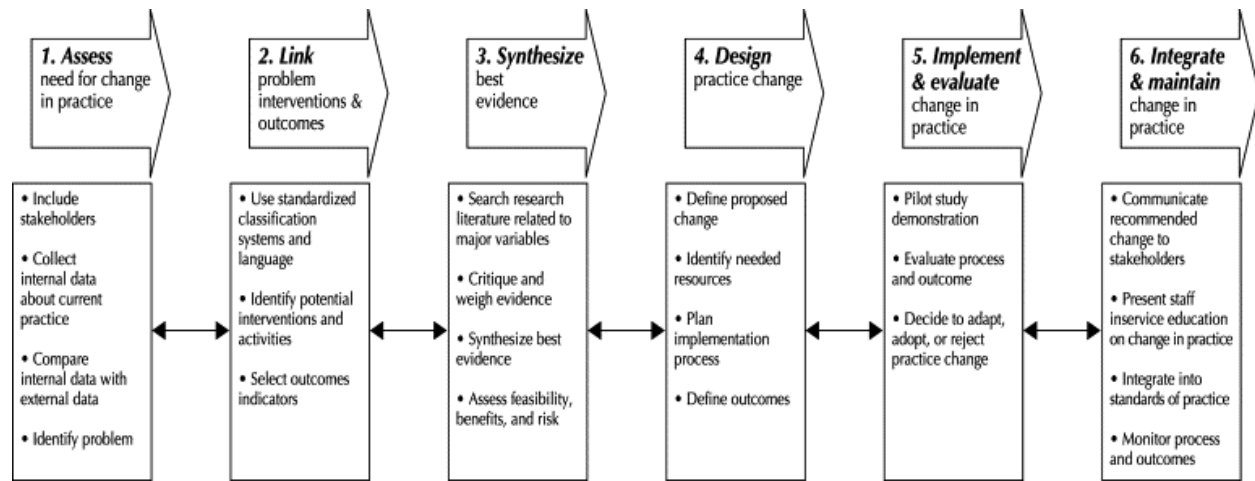 1. Assess
need for change
in practice
2. Link
problem
interventions &
outcomes
3. Synthesize
best
evidence
4. Design
practice change
5. Implement
& evaluate
change in
practice
6. Integrate
& maintain
change in
practice
• Include
stakeholders
• Collect
internal data
about current
practice
• Compare
internal data with
external data
• Identify problem
• Use standardized
classification
systems and
language
• Identify potential
interventions and
activities
• Select outcomes
indicators
• Search research
literature related to
major variables
• Critique and
weigh evidence
• Synthesize best
evidence
• Assess feasibility,
benefits, and risk
• Define proposed
change
• Identify needed
resources
• Plan
implementation
process
• Define outcomes
• Pilot study
demonstration
• Evaluate process
and outcome
• Decide to adapt,
adopt, or reject
practice change
• Communicate
recommended
change to
stakeholders
• Present staff
inservice education
on change in practice
• Integrate into
standards of practice
• Monitor process
and outcomes